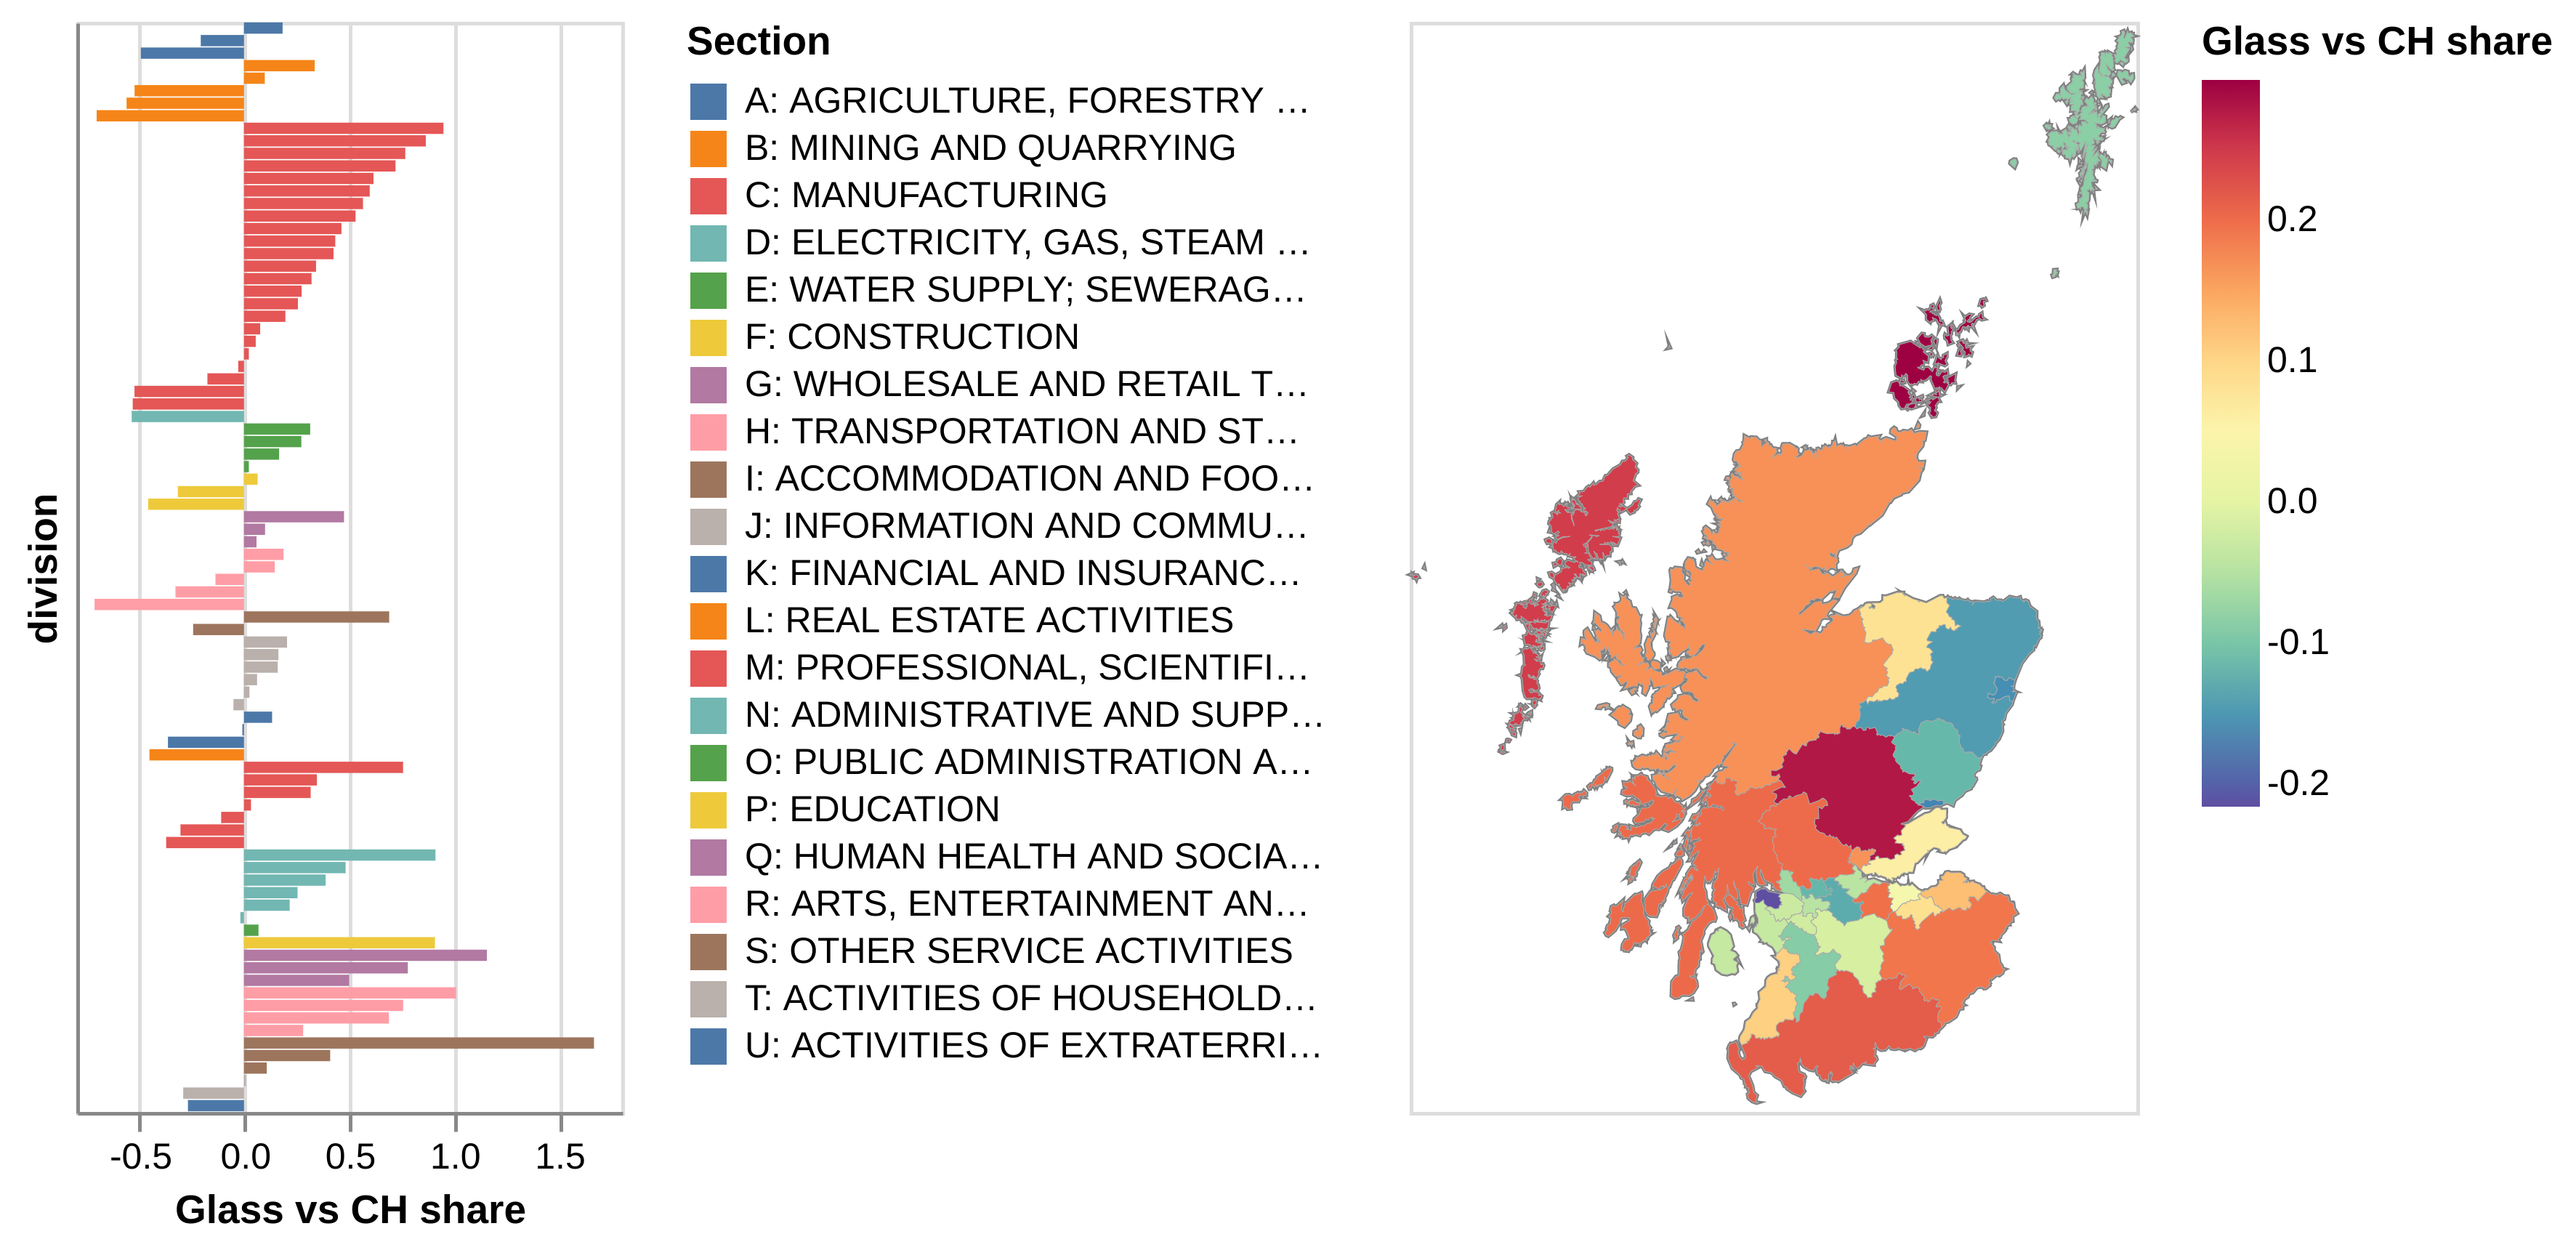 division
-0.5 0.0 0.5 1.0 1.5
Glass vs CH share
Section
A: AGRICULTURE, FORESTRY …
B: MINING AND QUARRYING
C: MANUFACTURING
D: ELECTRICITY, GAS, STEAM …
E: WATER SUPPLY; SEWERAG…
F: CONSTRUCTION
G: WHOLESALE AND RETAIL T…
H: TRANSPORTATION AND ST…
I: ACCOMMODATION AND FOO…
J: INFORMATION AND COMMU…
K: FINANCIAL AND INSURANC…
L: REAL ESTATE ACTIVITIES
M: PROFESSIONAL, SCIENTIFI…
N: ADMINISTRATIVE AND SUPP…
O: PUBLIC ADMINISTRATION A…
P: EDUCATION
Q: HUMAN HEALTH AND SOCIA…
R: ARTS, ENTERTAINMENT AN…
S: OTHER SERVICE ACTIVITIES
T: ACTIVITIES OF HOUSEHOLD…
U: ACTIVITIES OF EXTRATERRI…
Glass vs CH share
0.2
0.1
0.0
-0.1
-0.2